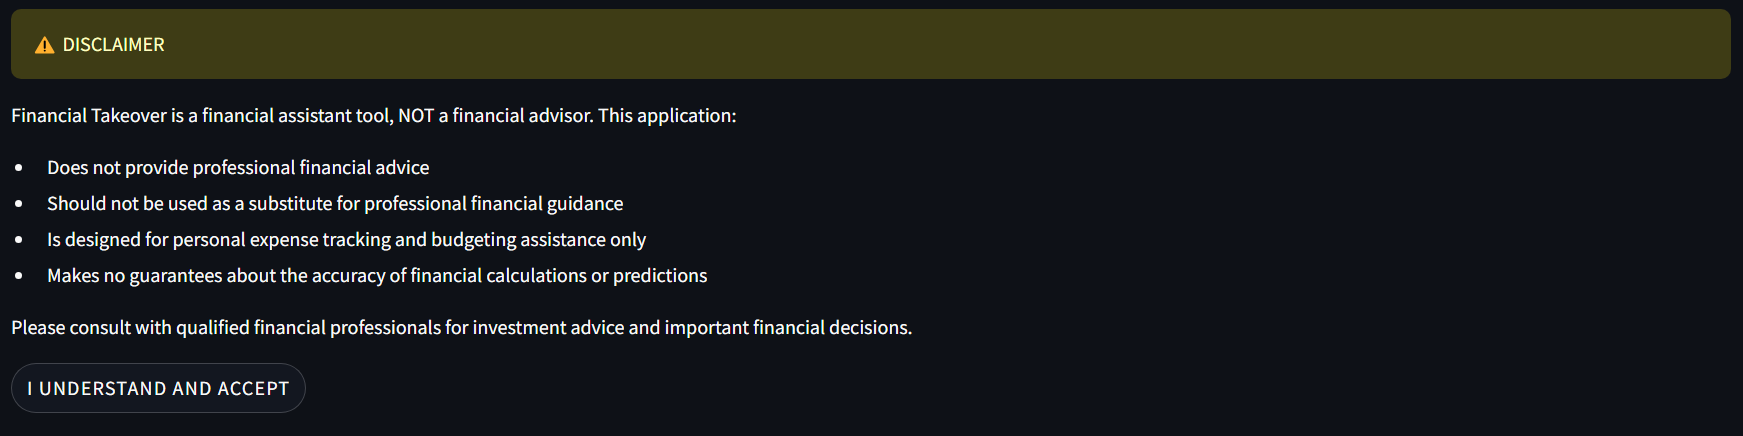 ⚠ DISCLAIMER
Financial Takeover is a financial assistant tool, NOT a financial advisor. This application:
• Does not provide professional financial advice
• Should not be used as a substitute for professional financial guidance
• Is designed for personal expense tracking and budgeting assistance only
• Makes no guarantees about the accuracy of financial calculations or predictions
Please consult with qualified financial professionals for investment advice and important financial decisions.
I UNDERSTAND AND ACCEPT